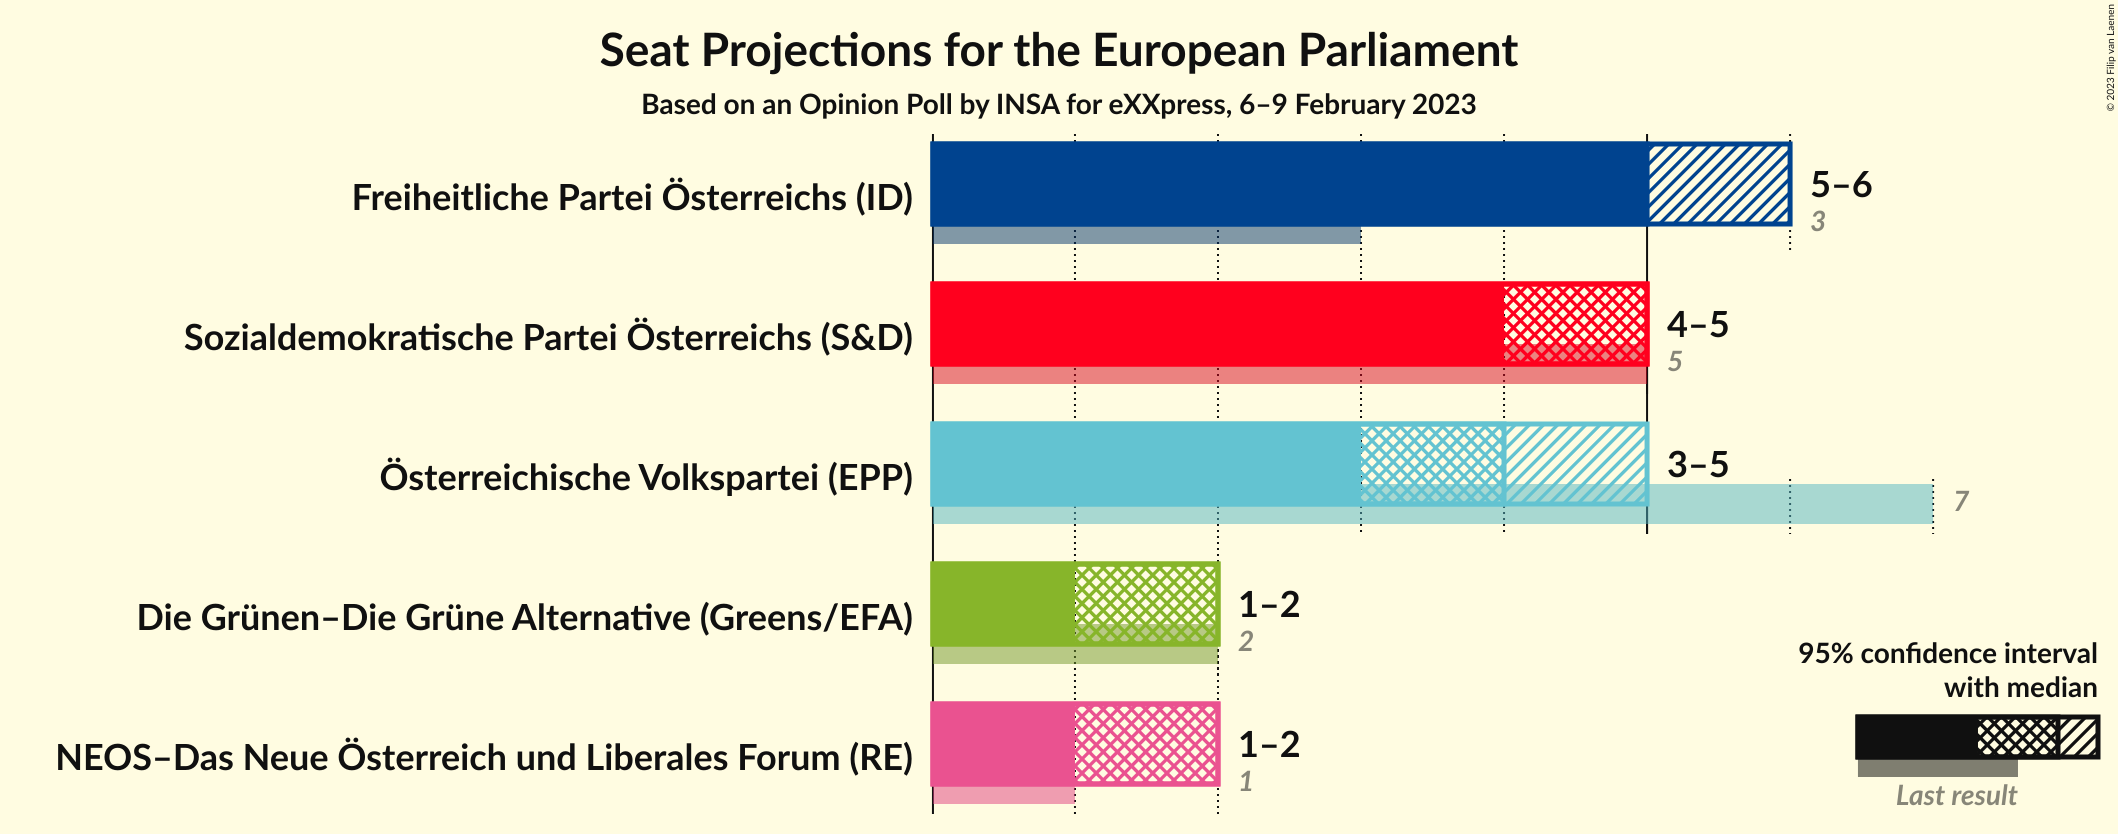 Seat Projections for the European Parliament
Based on an Opinion Poll by INSA for eXXpress, 6–9 February 2023
© 2023 Filip van Laenen
Freiheitliche Partei Österreichs (ID)
5–6
3
Sozialdemokratische Partei Österreichs (S&D)
4–5
5
Österreichische Volkspartei (EPP)
3–5
7
Die Grünen–Die Grüne Alternative (Greens/EFA)
1–2
2
NEOS–Das Neue Österreich und Liberales Forum (RE)
1–2
1
95% confidence interval
with median
Last result